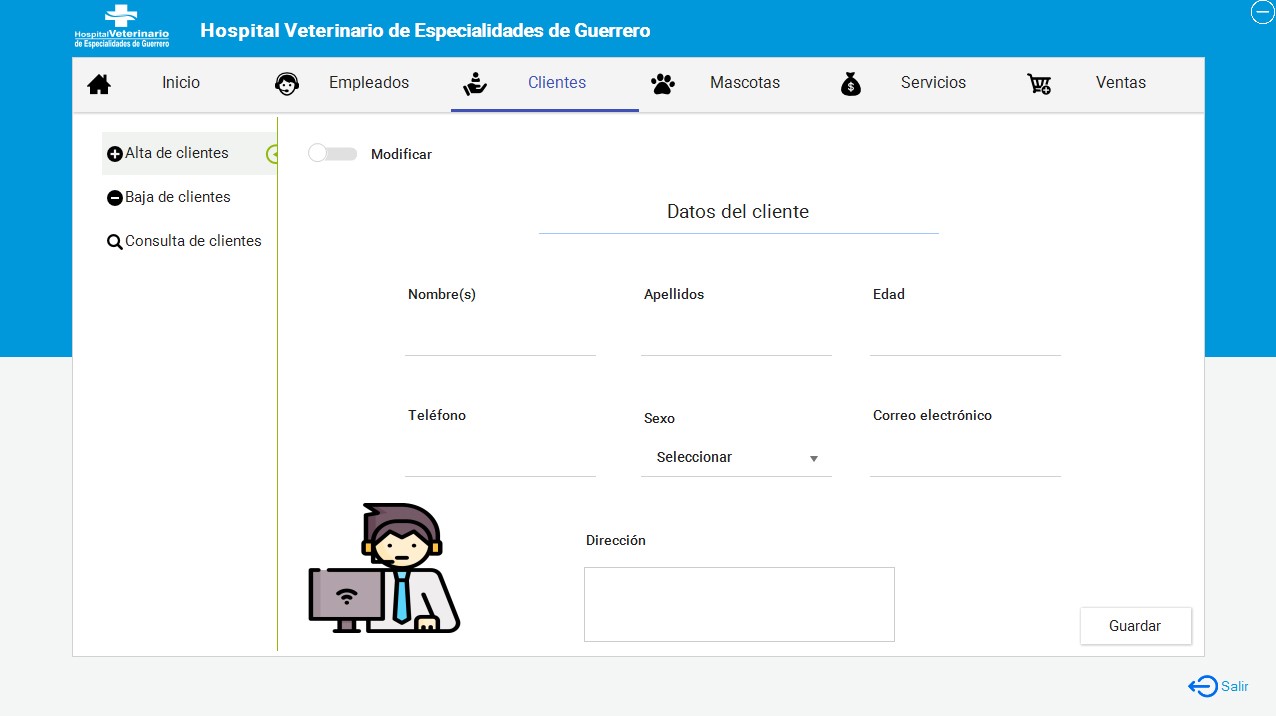 HospitalVeterinario
de Especialidades de Guerrero
Hospital Veterinario de Especialidades de Guerrero
Inicio
Empleados
Clientes
Mascotas
Servicios
Ventas
Alta de clientes
Baja de clientes
Consulta de clientes
Modificar
Datos del cliente
Nombre(s)
Apellidos
Edad
Teléfono
Sexo
Correo electrónico
Seleccionar
Dirección
Guardar
Salir